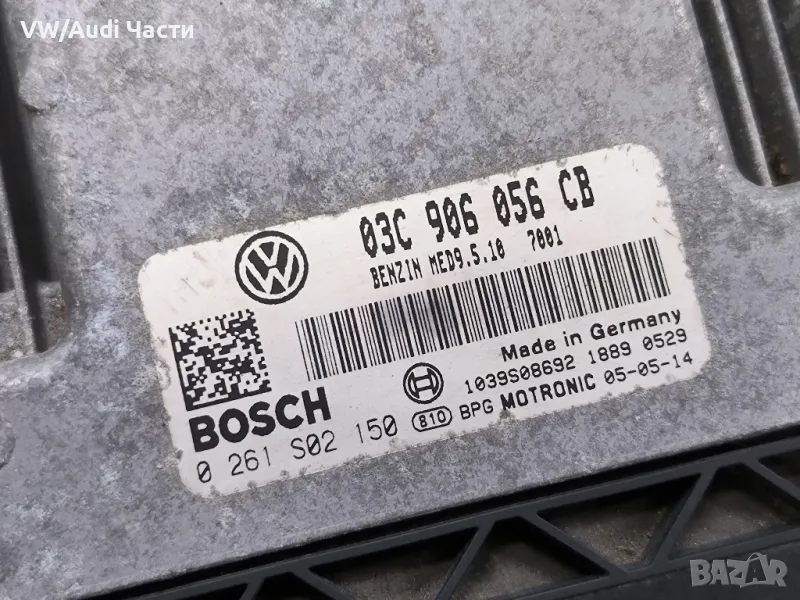 VW/Audi Части
03C 906 056 CB
BENZIN MED9.5.10 7001
Made in Germany
1039S08692 1889 0529
BOSCH
0 261 S02 150 810 BPG MOTRONIC 05-05-14
BAZAR